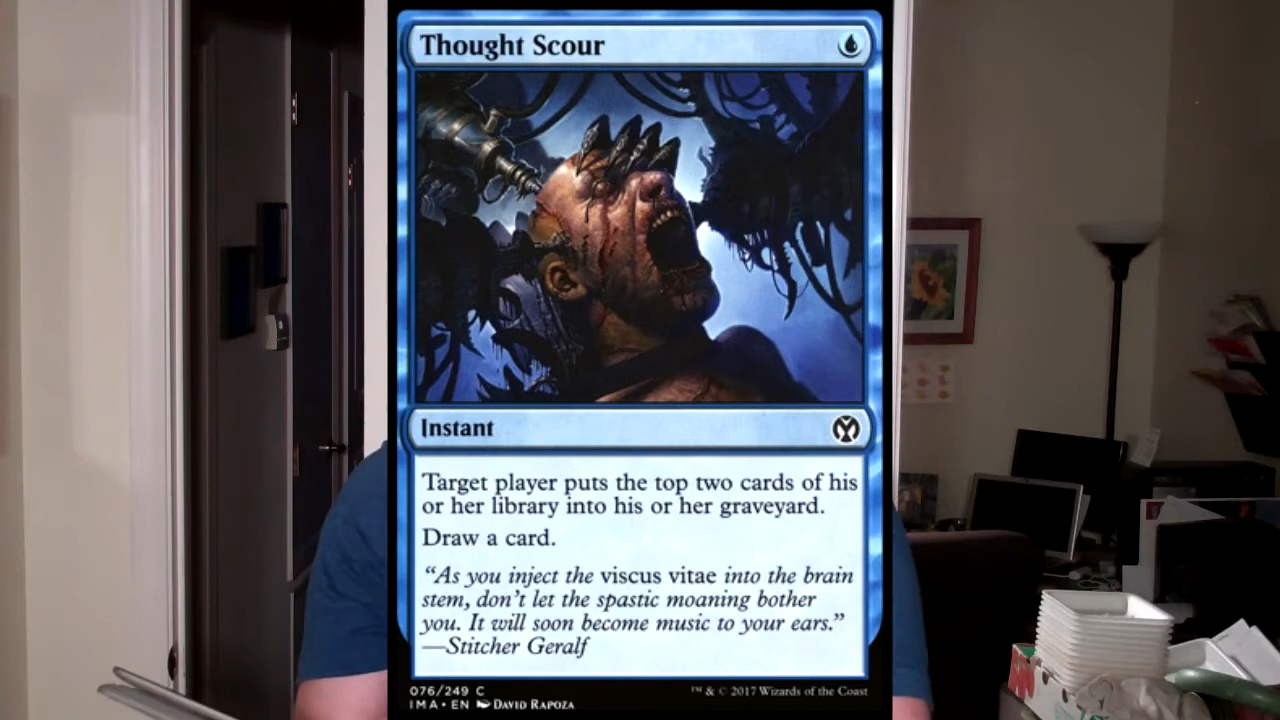 Thought Scour
Instant
Target player puts the top two cards of his
or her library into his or her graveyard.
Draw a card.
“As you inject the viscus vitae into the brain
stem, don’t let the spastic moaning bother
you. It will soon become music to your ears.”
—Stitcher Geralf
076/249 C
™ & © 2017 Wizards of the Coast
IMA • EN David Rapoza